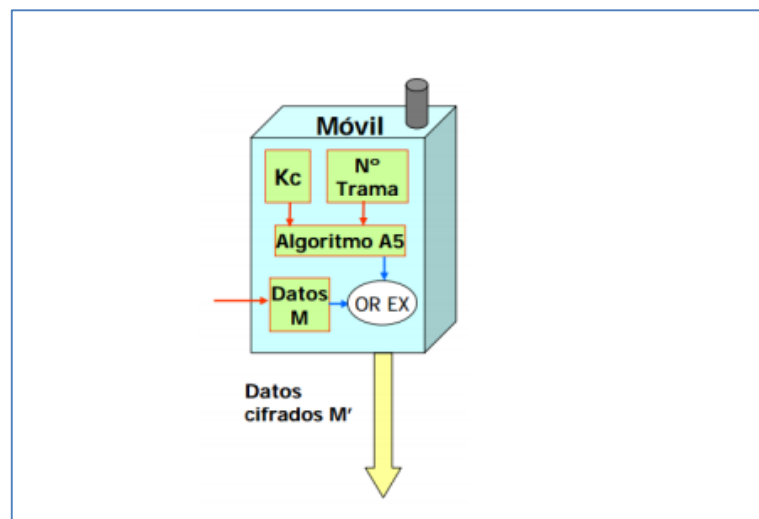 Móvil
Kc
Nº
Trama
Algoritmo A5
Datos
M
OR EX
Datos
cifrados M’